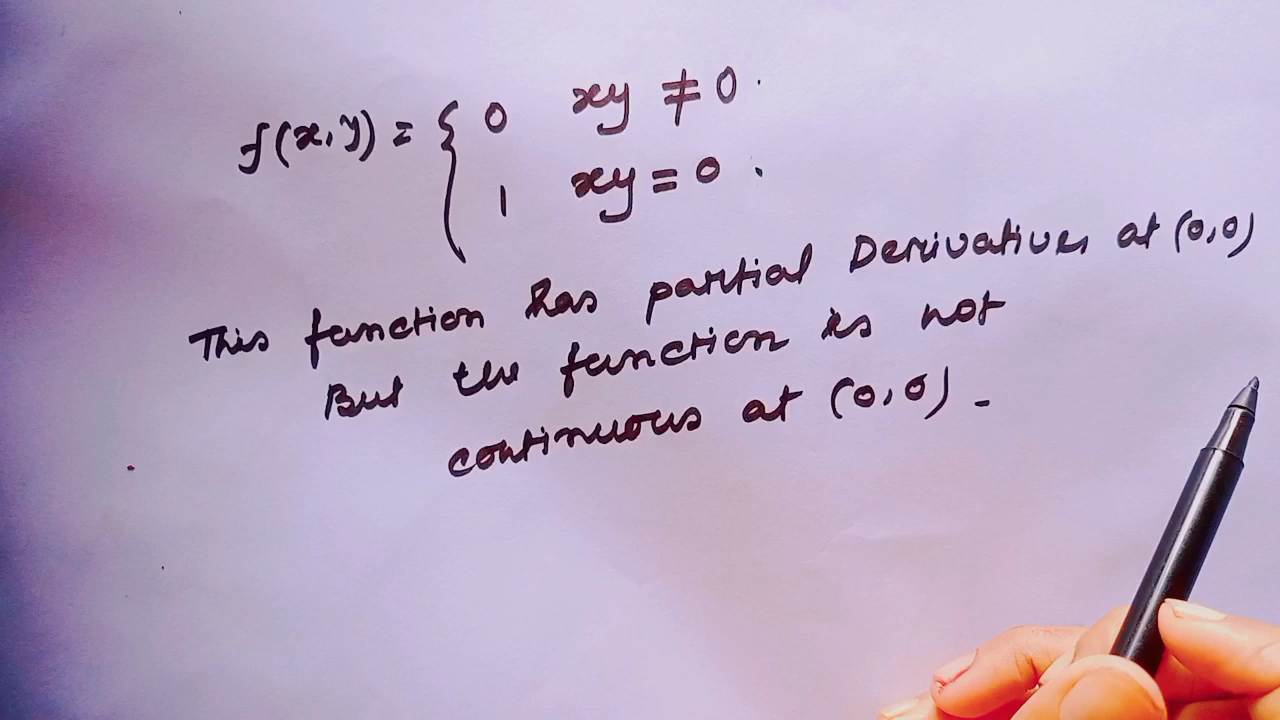 f(x,y) = { 0 xy ≠ 0.
1 xy = 0.
This function has partial Derivatives at (0,0)
But the function is not
continuous at (0,0).